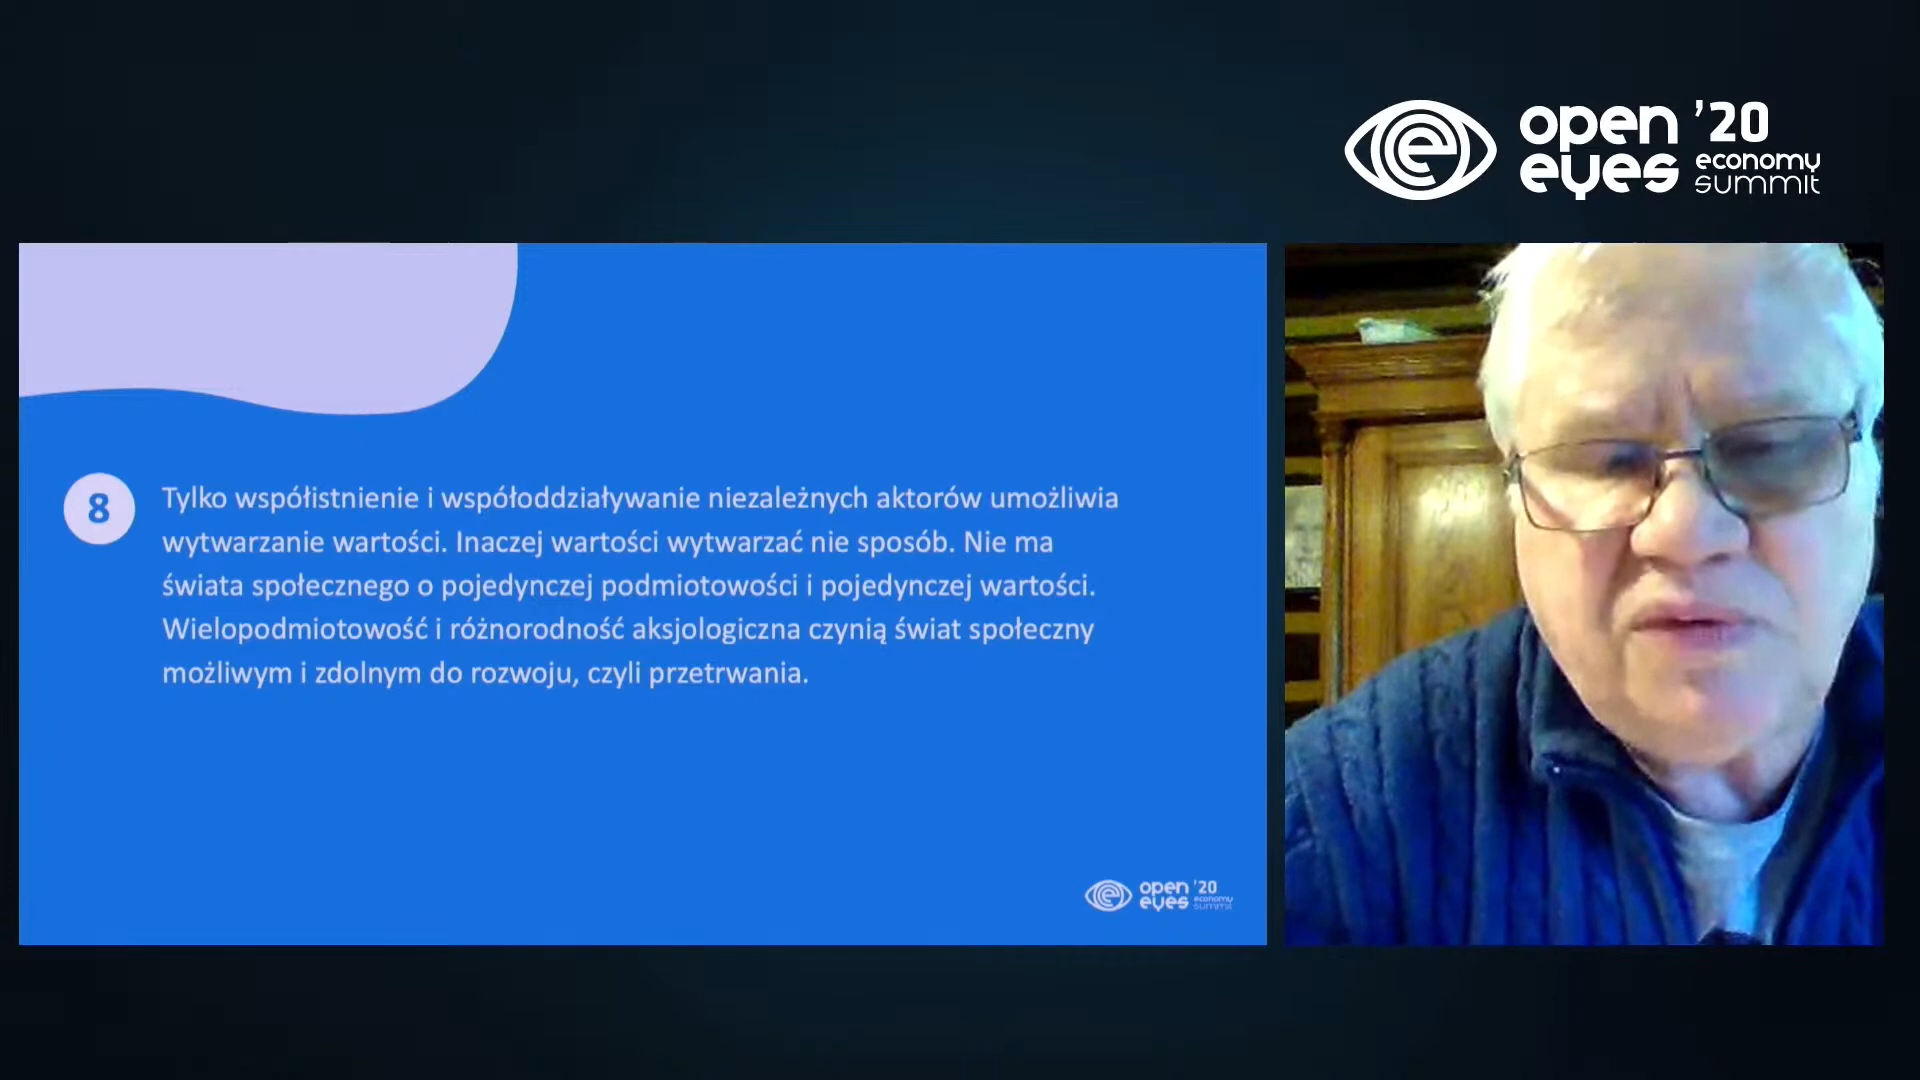 open '20
eyes economy
summit
8
Tylko współistnienie i współoddziaływanie niezależnych aktorów umożliwia
wytwarzanie wartości. Inaczej wartości wytwarzać nie sposób. Nie ma
świata społecznego o pojedynczej podmiotowości i pojedynczej wartości.
Wielopodmiotowość i różnorodność aksjologiczna czynią świat społeczny
możliwym i zdolnym do rozwoju, czyli przetrwania.
open '20
eyes economy
summit